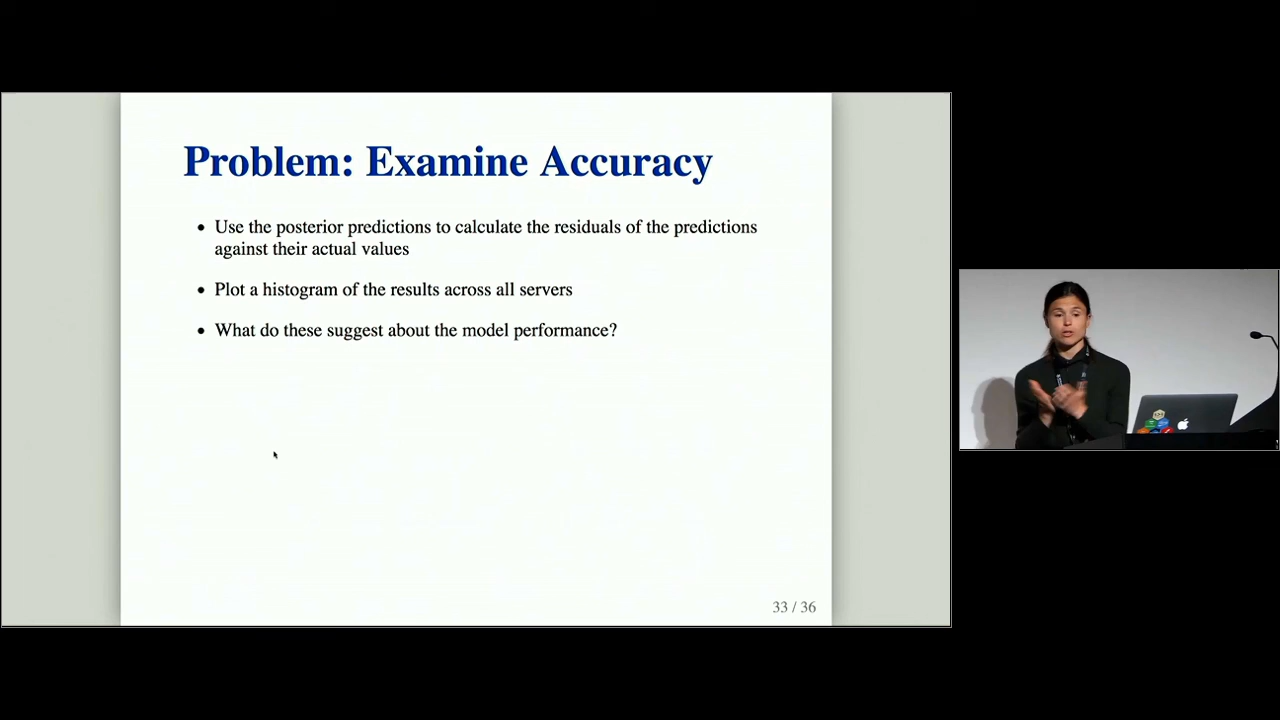 Problem: Examine Accuracy
• Use the posterior predictions to calculate the residuals of the predictions
against their actual values
• Plot a histogram of the results across all servers
• What do these suggest about the model performance?
33 / 36